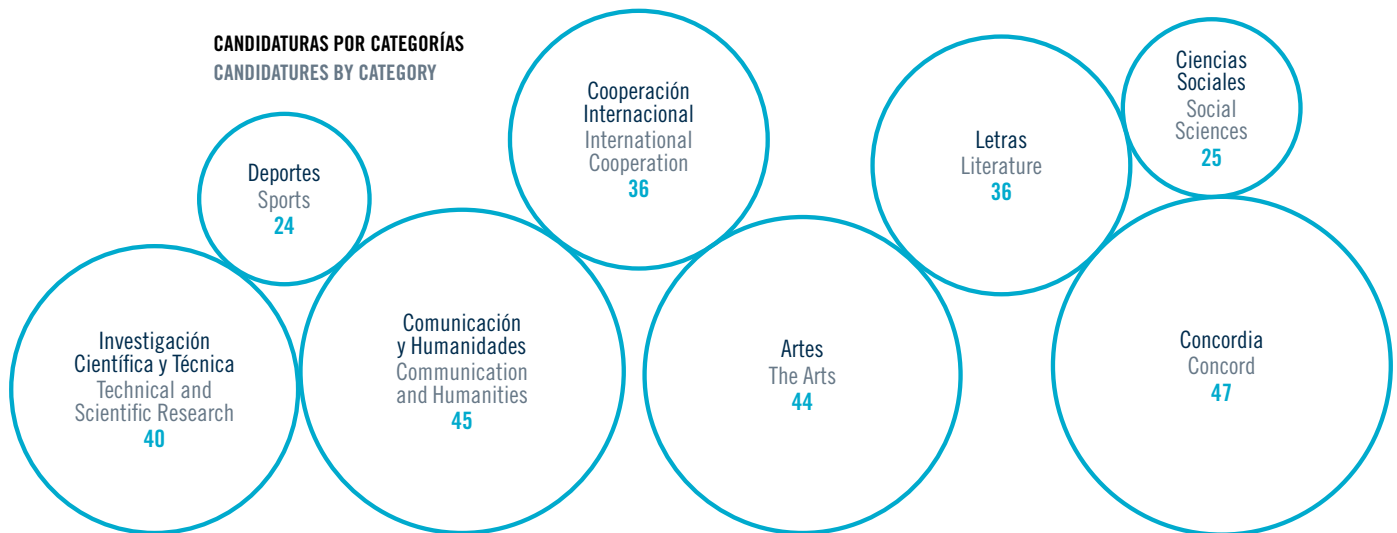 CANDIDATURAS POR CATEGORÍAS
CANDIDATURES BY CATEGORY
Deportes
Sports
24
Cooperación
Internacional
International
Cooperation
36
Letras
Literature
36
Ciencias
Sociales
Social
Sciences
25
Investigación
Científica y Técnica
Technical and
Scientific Research
40
Comunicación
y Humanidades
Communication
and Humanities
45
Artes
The Arts
44
Concordia
Concord
47